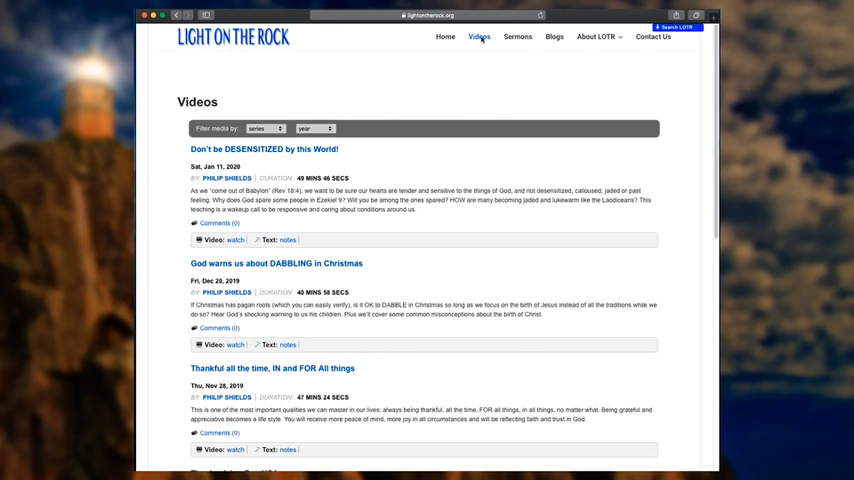 lightontherock.org
Search LOTR
LIGHT ON THE ROCK
Home Videos Sermons Blogs About LOTR Contact Us
Videos
Filter media by: series year
Don't be DESENSITIZED by this World!
Sat, Jan 11, 2020
BY PHILIP SHIELDS | DURATION: 49 MINS 46 SECS
As we "come out of Babylon" (Rev 18:4), we want to be sure our hearts are tender and sensitive to the things of God, and not desensitized, calloused, jaded or past
feeling. Why does God spare some people in Ezekiel 9? Will you be among the ones spared? HOW are many becoming jaded and lukewarm like the Laodiceans? This
teaching is a wakeup call to be responsive and caring about conditions around us.
Comments (0)
Video: watch | Text: notes |
God warns us about DABBLING in Christmas
Fri, Dec 20, 2019
BY PHILIP SHIELDS | DURATION: 40 MINS 58 SECS
If Christmas has pagan roots (which you can easily verify), is it OK to DABBLE in Christmas so long as we focus on the birth of Jesus instead of all the traditions while we
do so? Hear God's shocking warning to us his children. Plus we'll cover some common misconceptions about the birth of Christ.
Comments (0)
Video: watch | Text: notes |
Thankful all the time, IN and FOR All things
Thu, Nov 28, 2019
BY PHILIP SHIELDS | DURATION: 47 MINS 24 SECS
This is one of the most important qualities we can master in our lives: always being thankful, all the time, FOR all things, in all things, no matter what. Being grateful and
appreciative becomes a life style. You will receive more peace of mind, more joy in all circumstances and will be reflecting faith and trust in God.
Comments (0)
Video: watch | Text: notes |